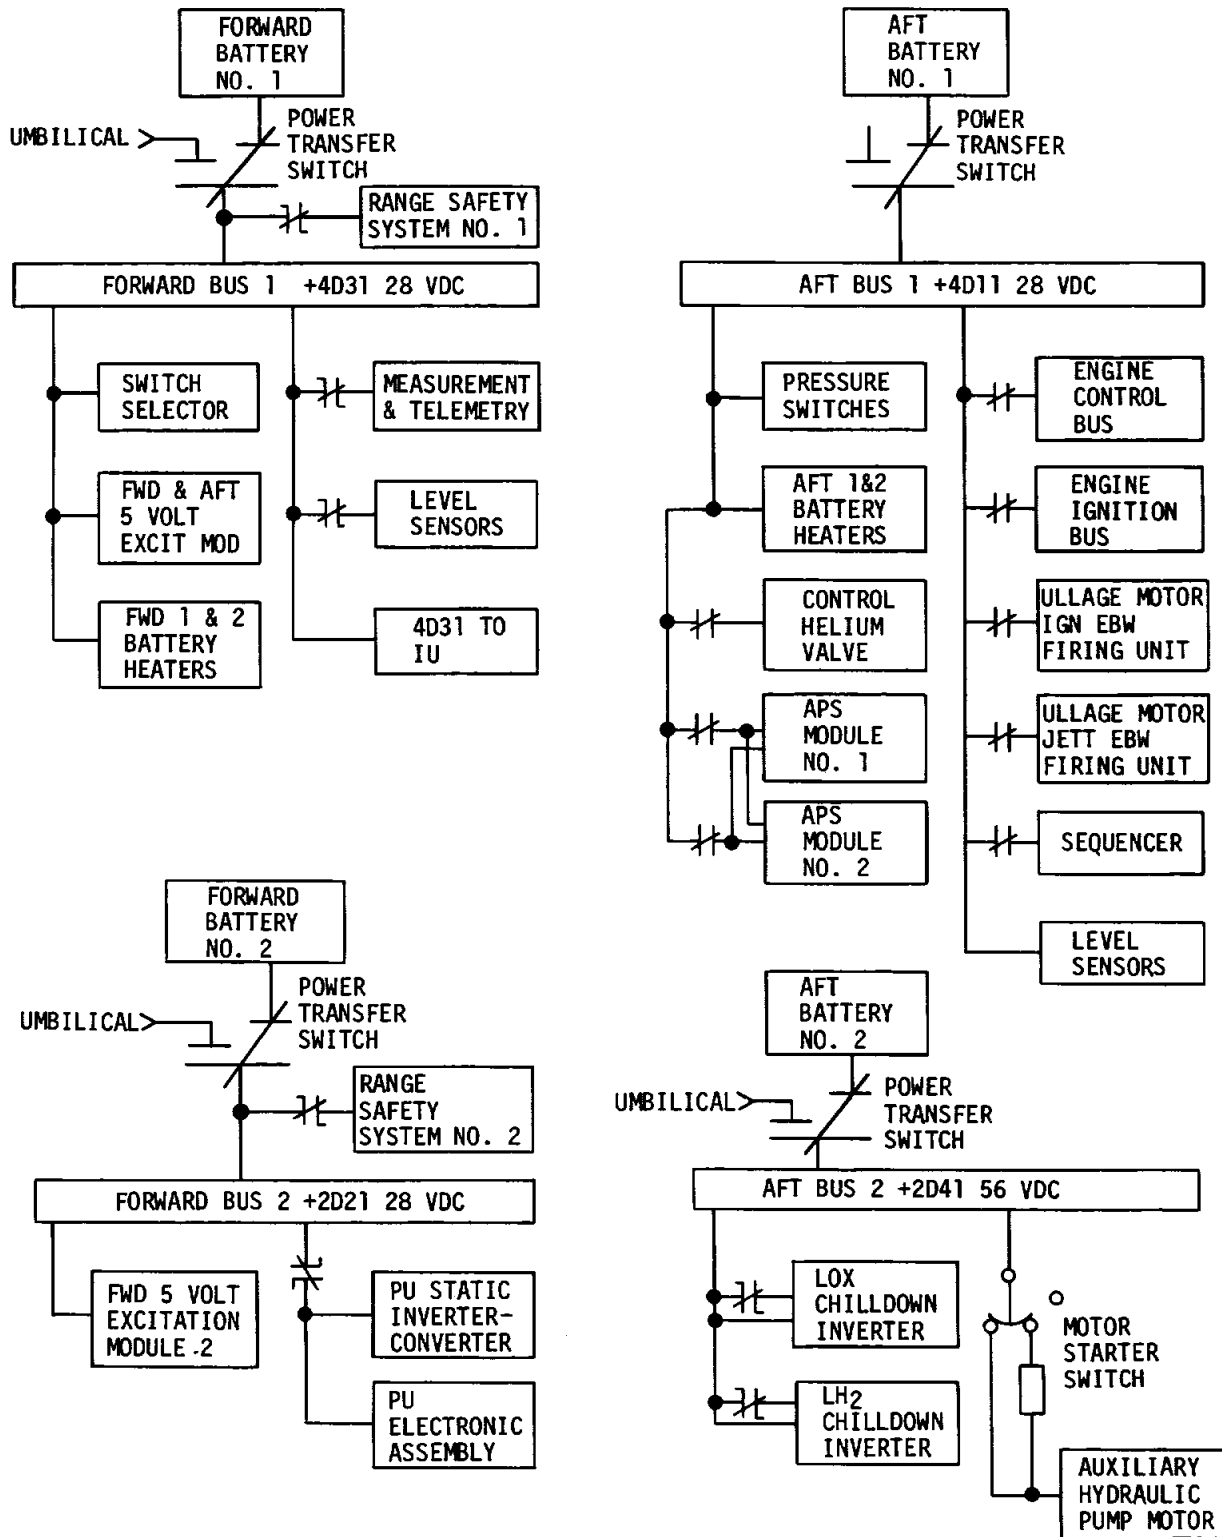 FORWARD
BATTERY
NO. 1
UMBILICAL
POWER
TRANSFER
SWITCH
RANGE SAFETY
SYSTEM NO. 1
FORWARD BUS 1 +4D31 28 VDC
SWITCH
SELECTOR
MEASUREMENT
& TELEMETRY
FWD & AFT
5 VOLT
EXCIT MOD
LEVEL
SENSORS
FWD 1 & 2
BATTERY
HEATERS
4D31 TO
IU
AFT
BATTERY
NO. 1
POWER
TRANSFER
SWITCH
AFT BUS 1 +4D11 28 VDC
PRESSURE
SWITCHES
ENGINE
CONTROL
BUS
AFT 1&2
BATTERY
HEATERS
ENGINE
IGNITION
BUS
CONTROL
HELIUM
VALVE
ULLAGE MOTOR
IGN EBW
FIRING UNIT
APS
MODULE
NO. 1
ULLAGE MOTOR
JETT EBW
FIRING UNIT
APS
MODULE
NO. 2
SEQUENCER
LEVEL
SENSORS
FORWARD
BATTERY
NO. 2
UMBILICAL
POWER
TRANSFER
SWITCH
RANGE
SAFETY
SYSTEM NO. 2
FORWARD BUS 2 +2D21 28 VDC
FWD 5 VOLT
EXCITATION
MODULE 2
PU STATIC
INVERTER-
CONVERTER
PU
ELECTRONIC
ASSEMBLY
AFT
BATTERY
NO. 2
UMBILICAL
POWER
TRANSFER
SWITCH
AFT BUS 2 +2D41 56 VDC
LOX
CHILLDOWN
INVERTER
MOTOR
STARTER
SWITCH
LH2
CHILLDOWN
INVERTER
AUXILIARY
HYDRAULIC
PUMP MOTOR